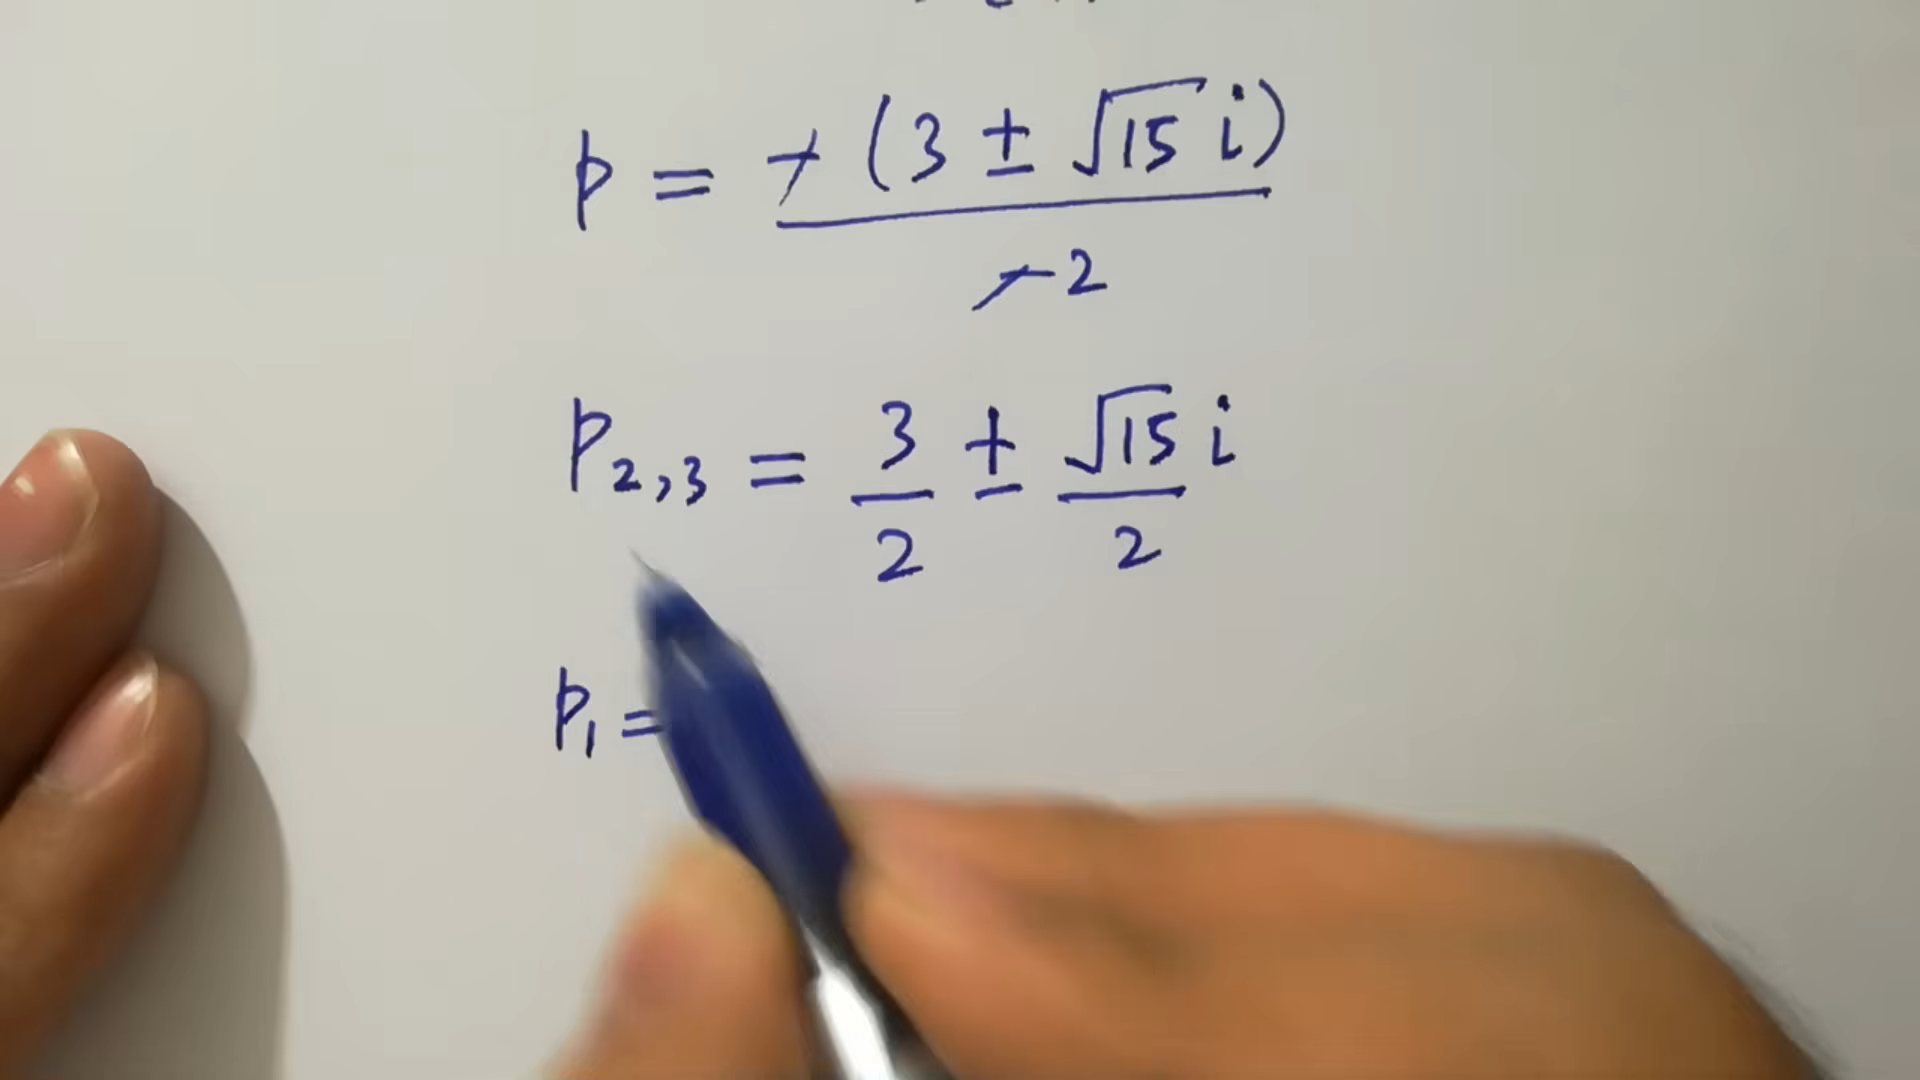 p = - (3 ± √15 i)
-2
p2,3 = 3/2 ± √15/2 i
p1 =